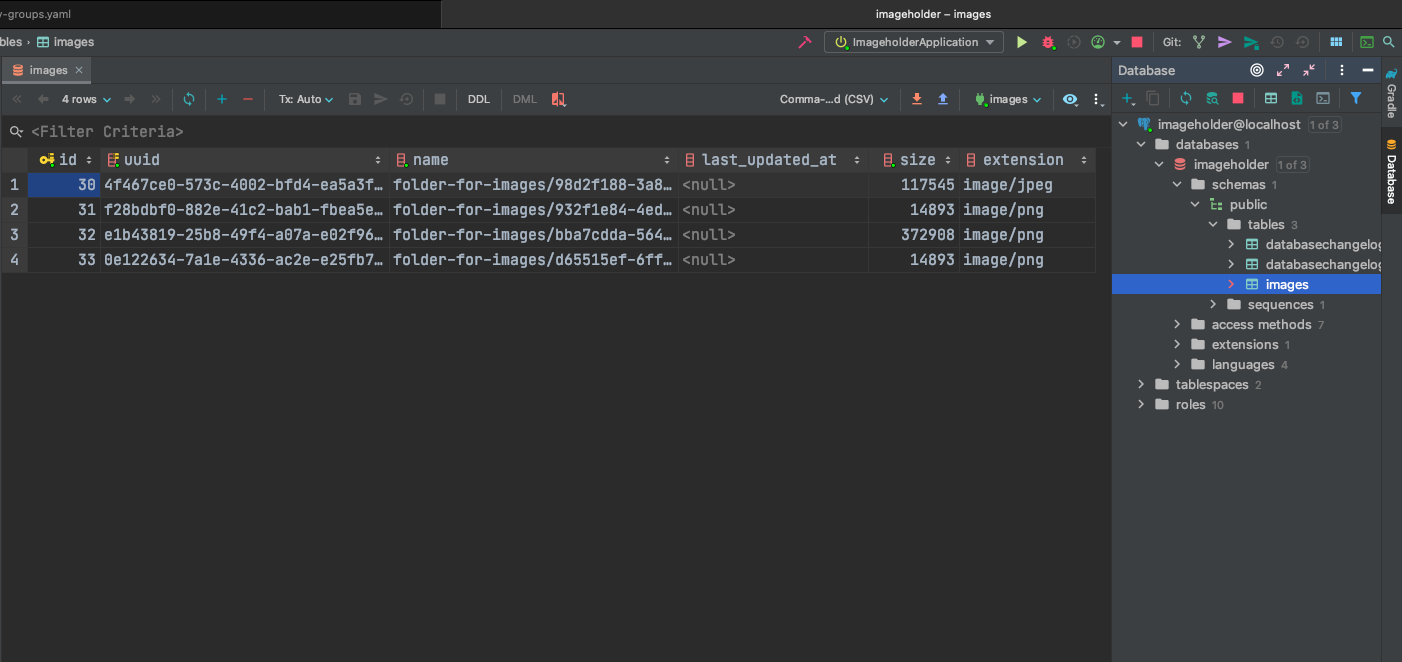 y-groups.yaml
imageholder – images
bles › images
ImageholderApplication
Git:
images
4 rows
Tx: Auto
DDL
DML
Comma-...d (CSV)
images
<Filter Criteria>
id uuid name last_updated_at size extension
1 30 4f467ce0-573c-4002-bfd4-ea5a3f… folder-for-images/98d2f188-3a8… <null> 117545 image/jpeg
2 31 f28bdbf0-882e-41c2-bab1-fbea5e… folder-for-images/932f1e84-4ed… <null> 14893 image/png
3 32 e1b43819-25b8-49f4-a07a-e02f96… folder-for-images/bba7cdda-564… <null> 372908 image/png
4 33 0e122634-7a1e-4336-ac2e-e25fb7… folder-for-images/d65515ef-6ff… <null> 14893 image/png
Database
imageholder@localhost 1 of 3
databases 1
imageholder 1 of 3
schemas 1
public
tables 3
databasechangelog
databasechangelog
images
sequences 1
access methods 7
extensions 1
languages 4
tablespaces 2
roles 10
Gradle
Database